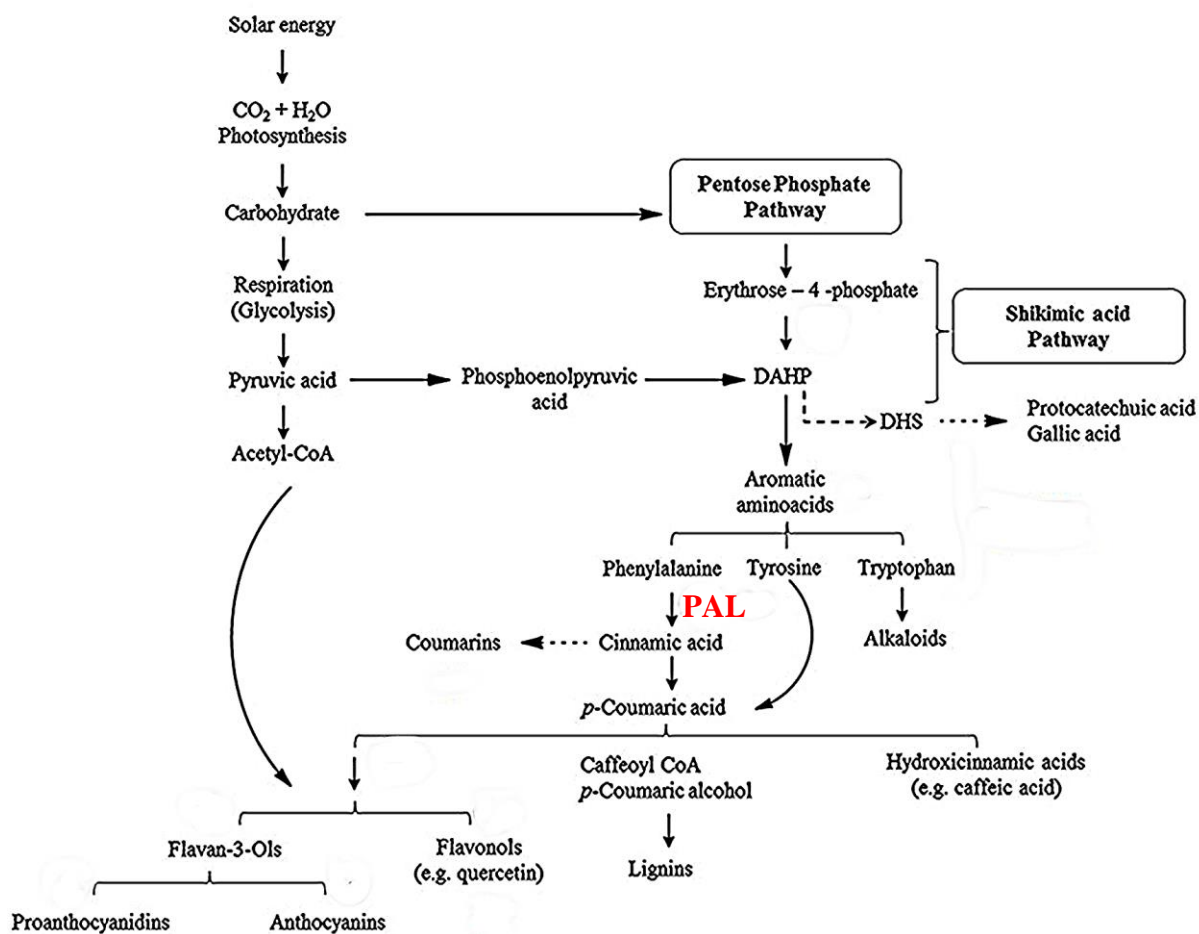 Solar energy
CO₂ + H₂O
Photosynthesis
Carbohydrate
Pentose Phosphate
Pathway
Respiration
(Glycolysis)
Erythrose – 4 -phosphate
Shikimic acid
Pathway
Pyruvic acid
Phosphoenolpyruvic
acid
DAHP
DHS
Protocatechuic acid
Gallic acid
Acetyl-CoA
Aromatic
aminoacids
Phenylalanine
Tyrosine
Tryptophan
PAL
Coumarins
Cinnamic acid
Alkaloids
p-Coumaric acid
Caffeoyl CoA
p-Coumaric alcohol
Hydroxicinnamic acids
(e.g. caffeic acid)
Flavan-3-Ols
Flavonols
(e.g. quercetin)
Lignins
Proanthocyanidins
Anthocyanins